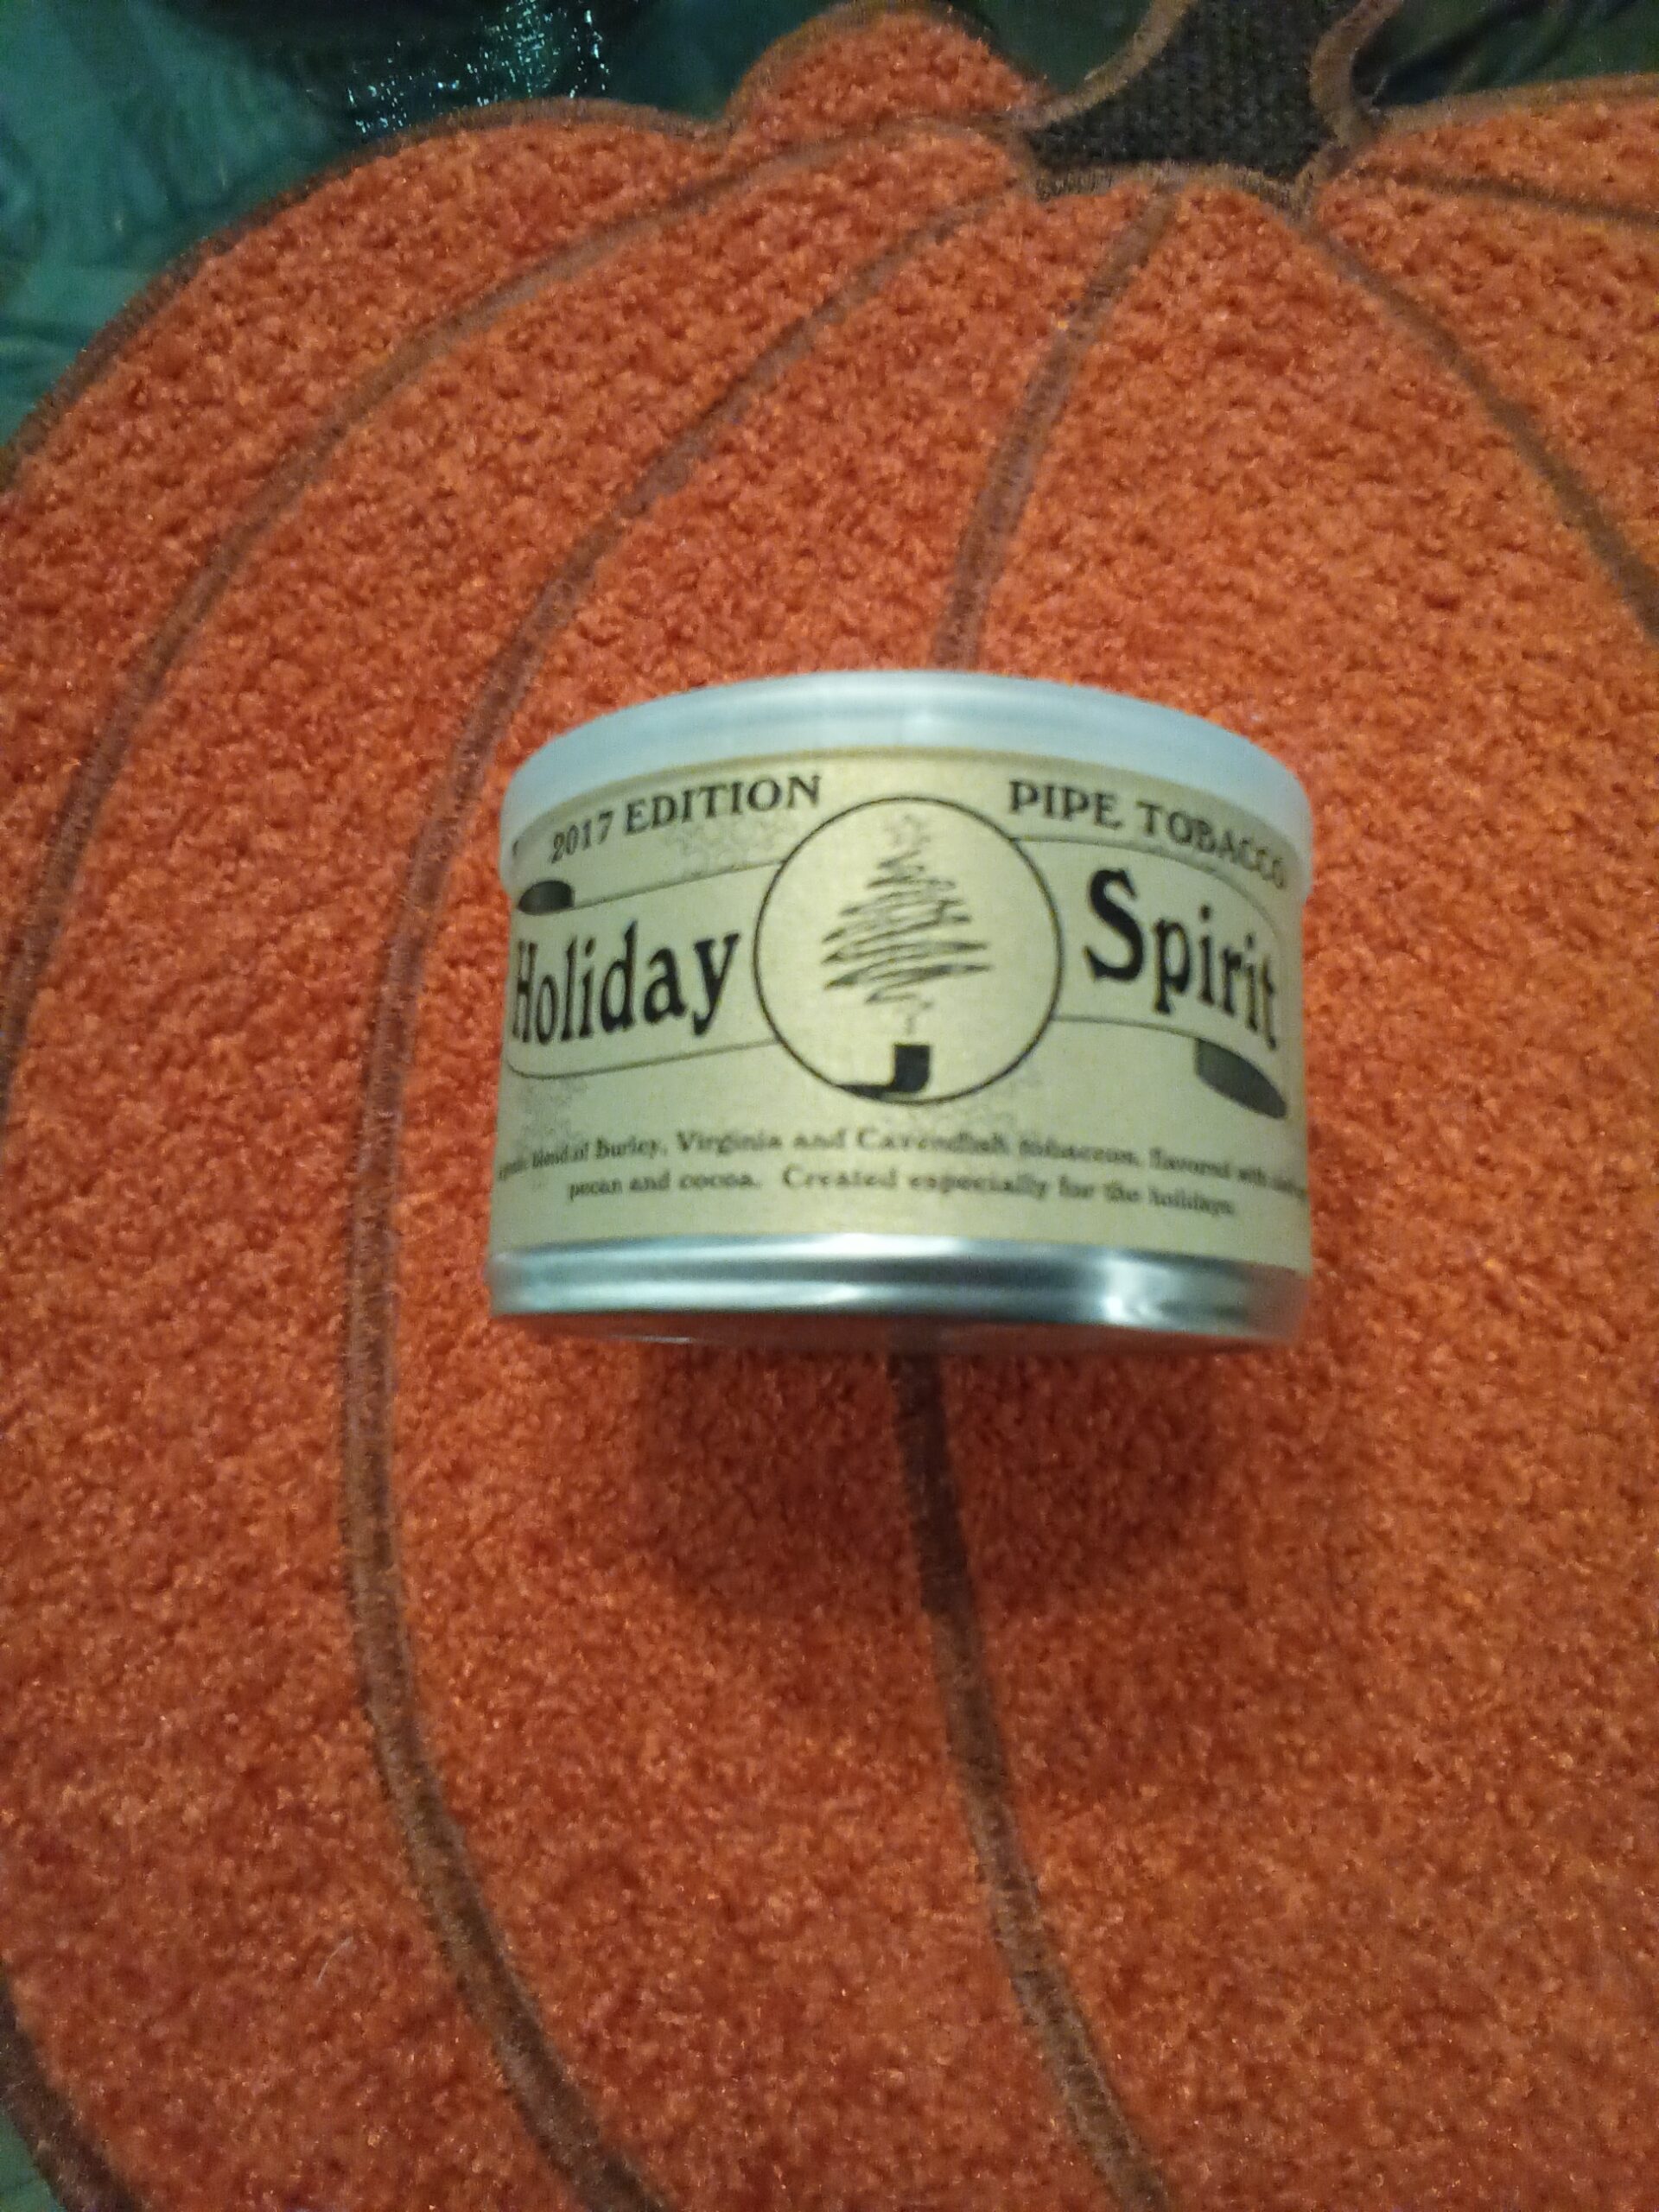 2017 EDITION
PIPE TOBACCO
Holiday
Spirit
blend of Burley, Virginia and Cavendish tobaccos, flavored with
pecan and cocoa. Created especially for the holidays.